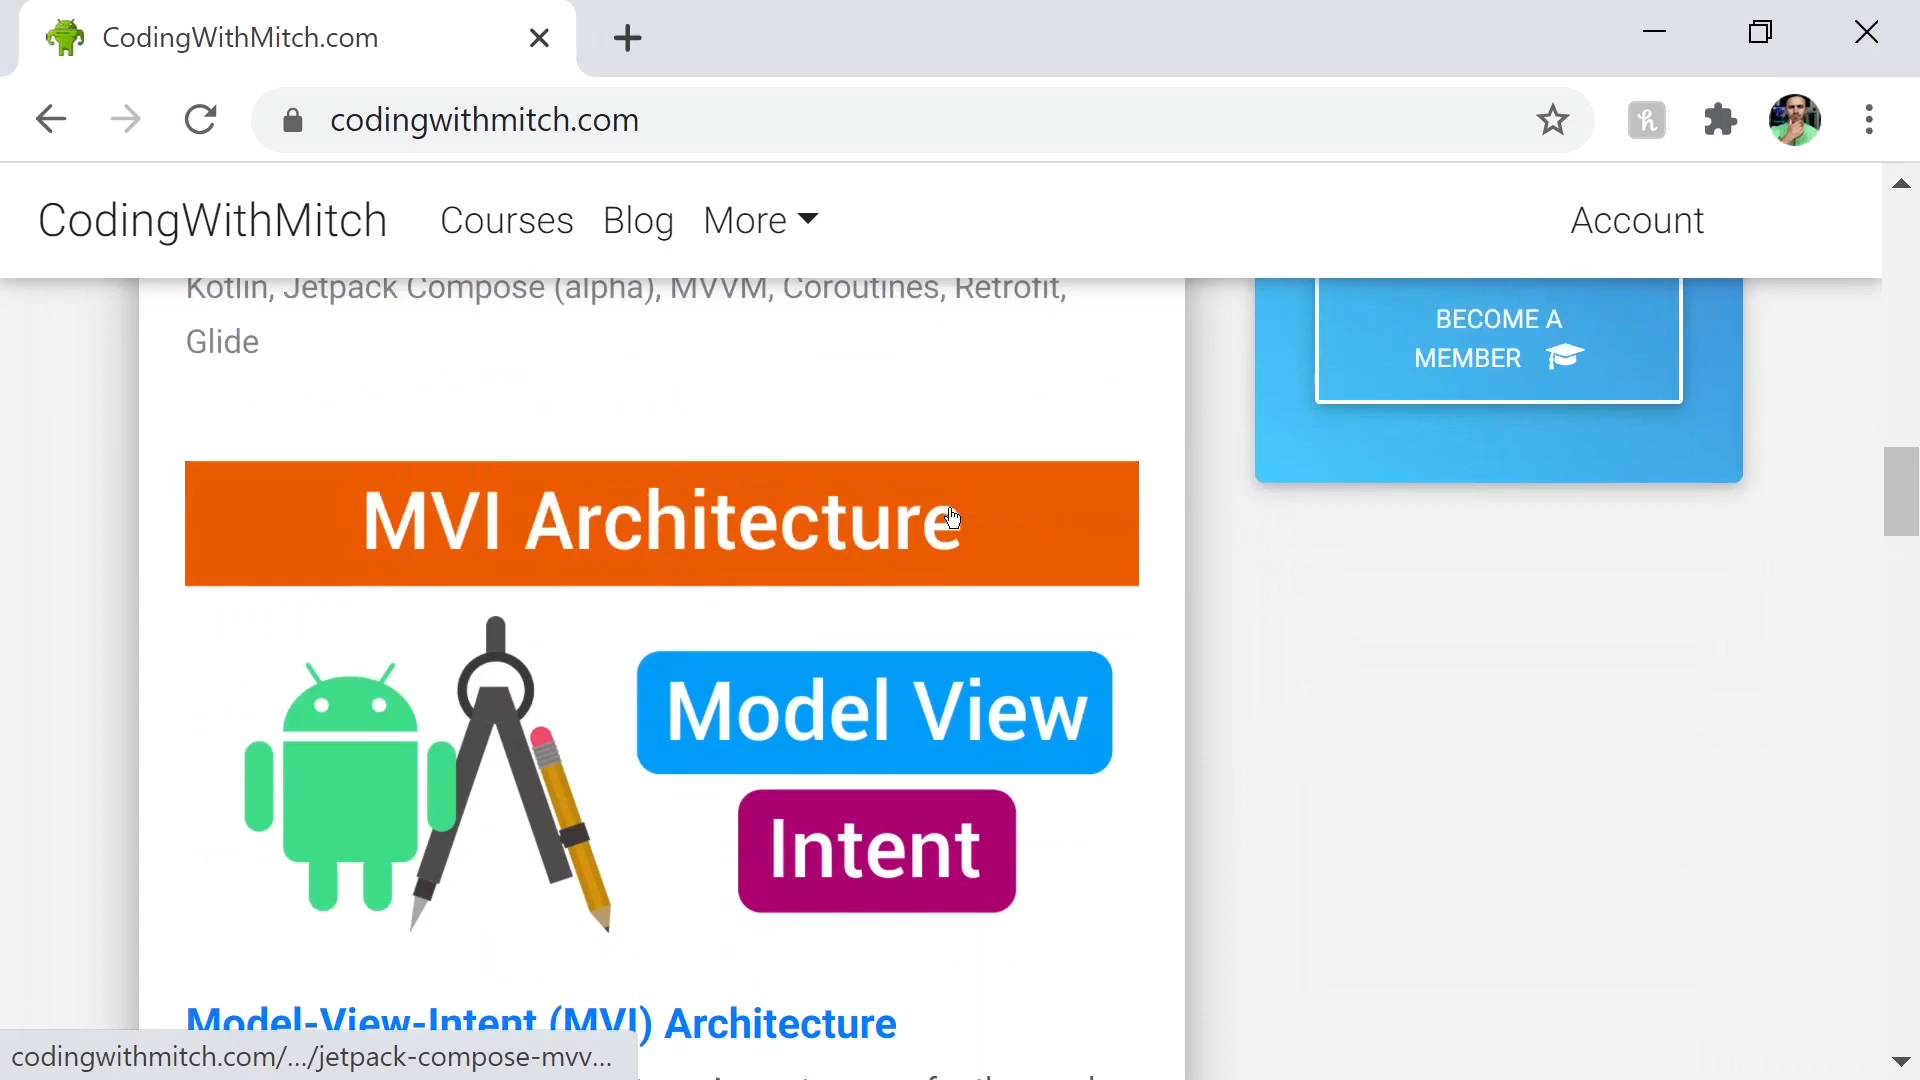 CodingWithMitch.com
codingwithmitch.com
CodingWithMitch Courses Blog More Account
Kotlin, Jetpack Compose (alpha), MVVM, Coroutines, Retrofit,
Glide
BECOME A
MEMBER
MVI Architecture
Model View
Intent
Model-View-Intent (MVI) Architecture
codingwithmitch.com/.../jetpack-compose-mvv...